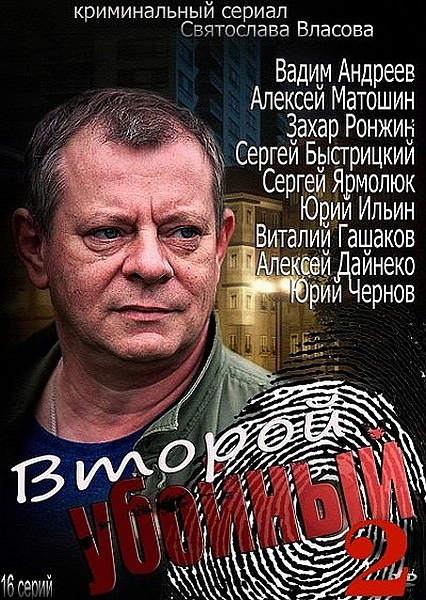 криминальный сериал
Святослава Власова
Вадим Андреев
Алексей Матошин
Захар Ронжин
Сергей Быстрицкий
Сергей Ярмолюк
Юрий Ильин
Виталий Гашаков
Алексей Дайнеко
Юрий Чернов
Второй
убойный
2
16 серий